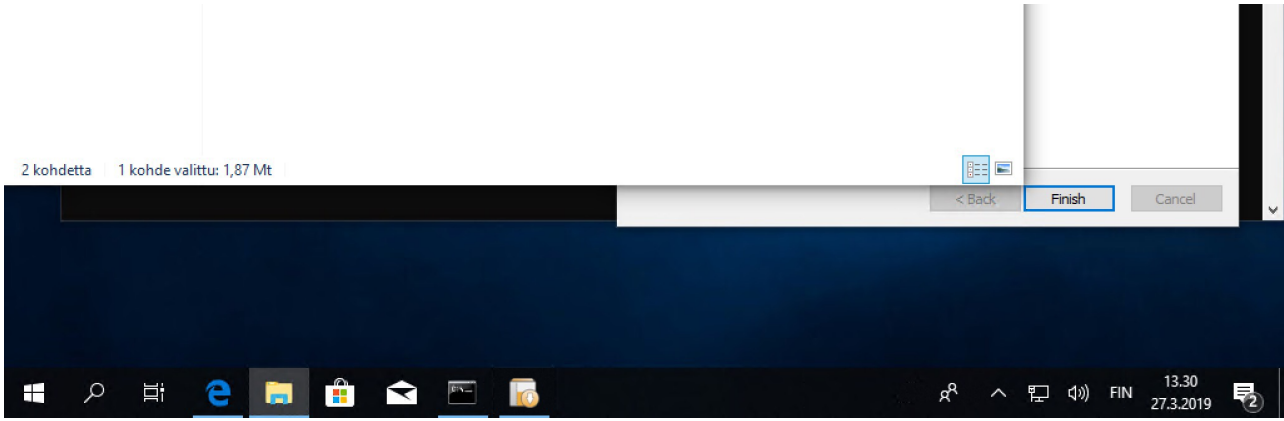 2 kohdetta 1 kohde valittu: 1,87 Mt
< Back Finish Cancel
FIN 13.30
27.3.2019 2